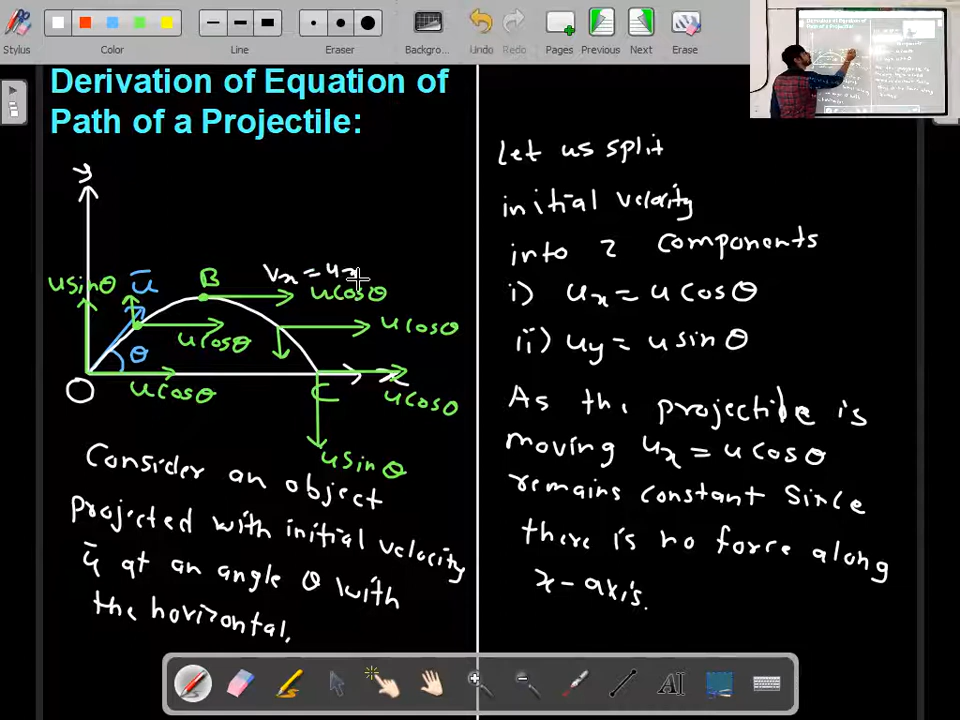 Stylus
Color
Line
Eraser
Backgro...
Undo
Redo
Pages
Previous
Next
Erase
Derivation of Equation of
Path of a Projectile:
y
usinθ
ū
B
vx = ux
ucosθ
ucosθ
ucosθ
θ
O
ucosθ
C
x
ucosθ
usinθ
Consider an object
projected with initial velocity
ū at an angle θ with
the horizontal.
Let us split
initial velocity
into 2 components
i) ux = u cosθ
ii) uy = u sinθ
As the projectile is
moving ux = u cosθ
remains constant Since
there is no force along
x-axis.